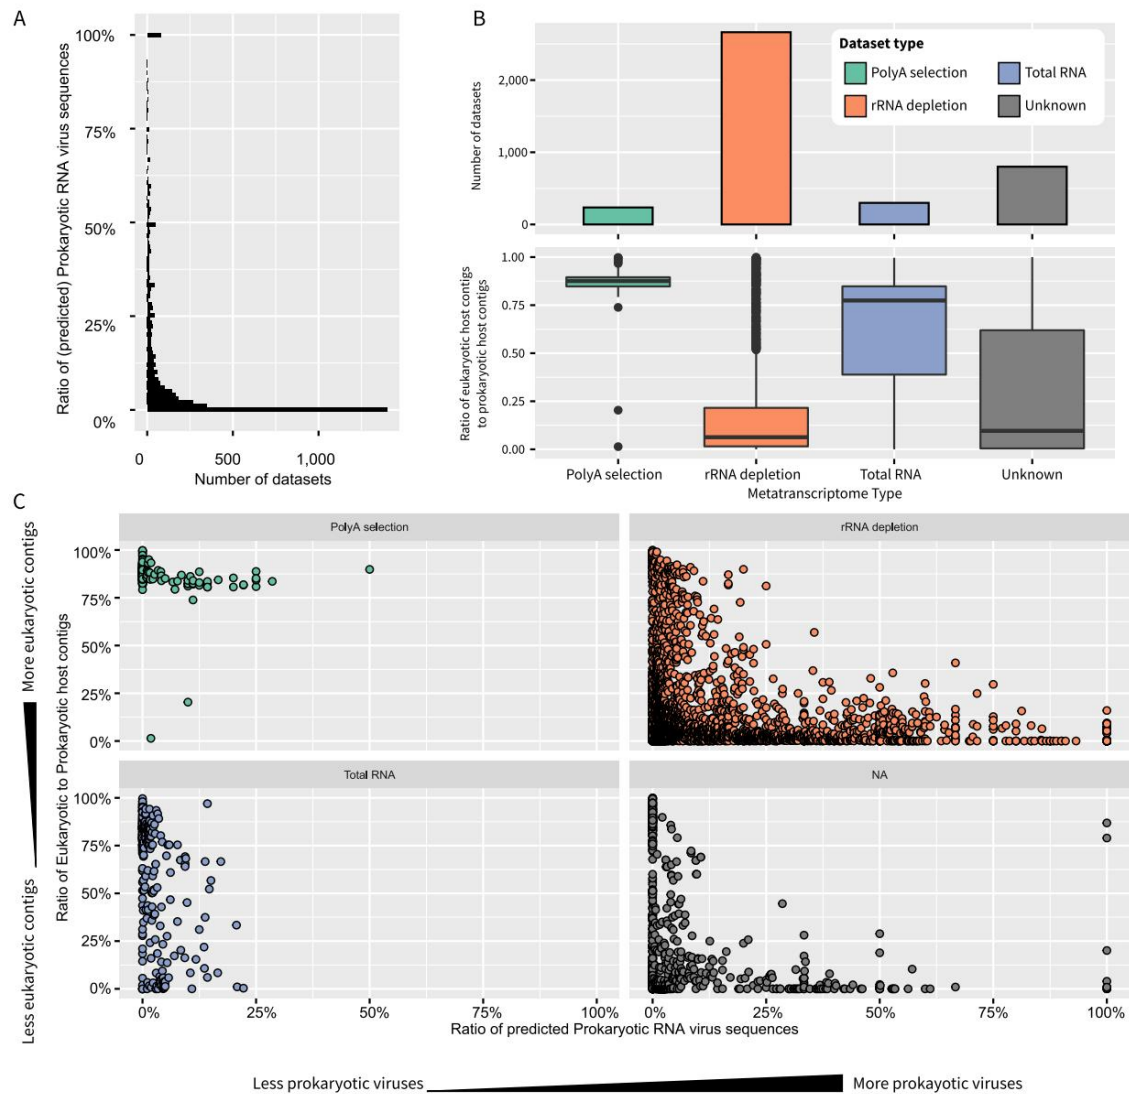 A
Ratio of (predicted) Prokaryotic RNA virus sequences
100%
75%
50%
25%
0%
0 500 1,000
Number of datasets
B
Number of datasets
2,000
1,000
0
Dataset type
PolyA selection Total RNA
rRNA depletion Unknown
Ratio of eukaryotic host contigs
to prokaryotic host contigs
1.00
0.75
0.50
0.25
0.00
PolyA selection rRNA depletion Total RNA Unknown
Metatranscriptome Type
C
More eukaryotic contigs
Less eukaryotic contigs
Ratio of Eukaryotic to Prokaryotic host contigs
PolyA selection rRNA depletion
100%
75%
50%
25%
0%
Total RNA NA
100%
75%
50%
25%
0%
0% 25% 50% 75% 100% 0% 25% 50% 75% 100%
Ratio of predicted Prokaryotic RNA virus sequences
Less prokaryotic viruses More prokayotic viruses